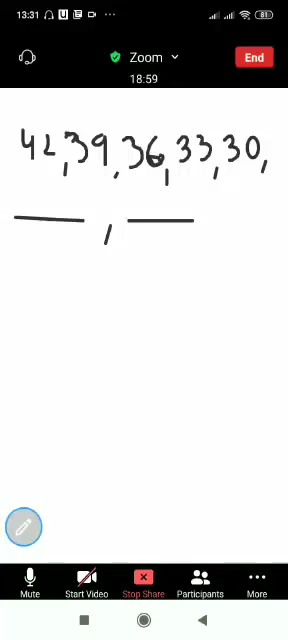 13:31
81
Zoom
End
18:59
42, 39, 36, 33, 30,
___ , ___
Mute Start Video Stop Share Participants More